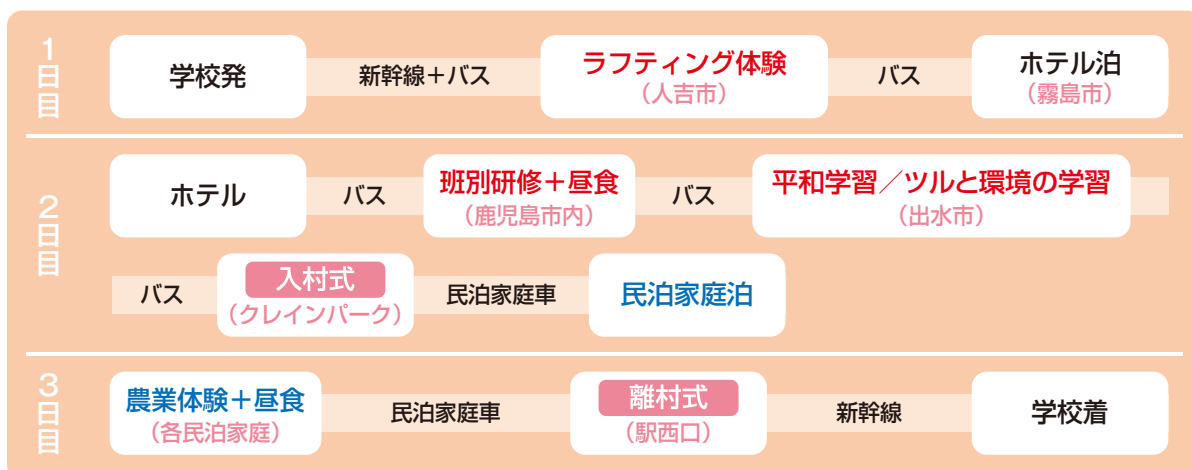 1日目
学校発
新幹線＋バス
ラフティング体験
（人吉市）
バス
ホテル泊
（霧島市）
2日目
ホテル
バス
班別研修＋昼食
（鹿児島市内）
バス
平和学習／ツルと環境の学習
（出水市）
バス
入村式
（クレインパーク）
民泊家庭車
民泊家庭泊
3日目
農業体験＋昼食
（各民泊家庭）
民泊家庭車
離村式
（駅西口）
新幹線
学校着